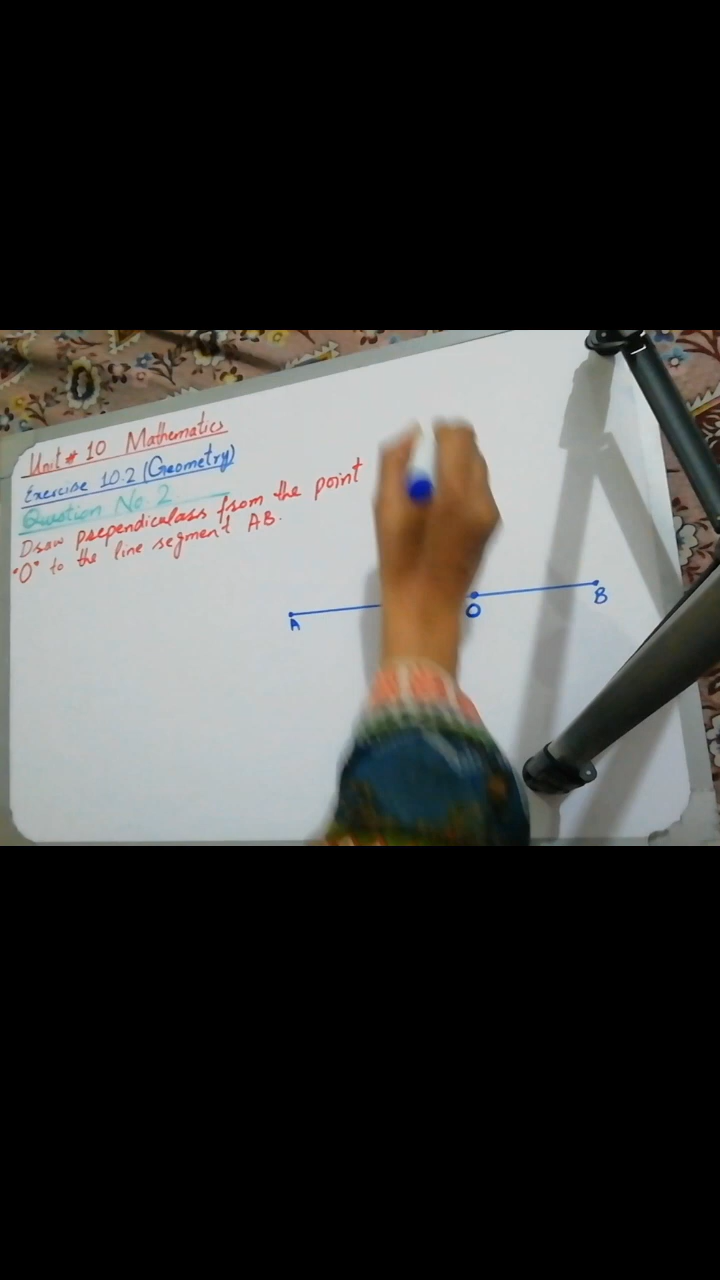 Unit # 10 Mathematics
Exercise 10.2 (Geometry)
Question No. 2
Draw prependiculars from the point
"O" to the line segment AB.
A O B